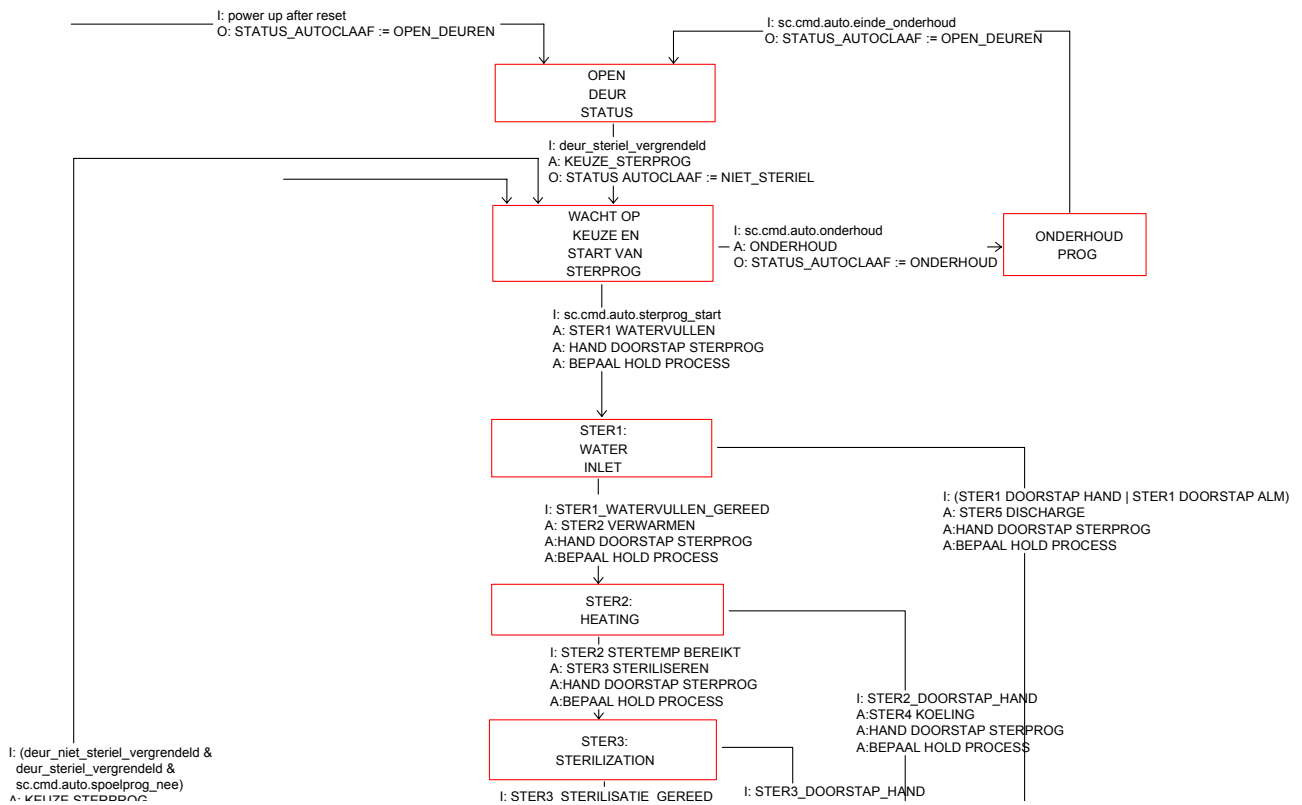 I: power up after reset
O: STATUS_AUTOCLAAF := OPEN_DEUREN
I: sc.cmd.auto.einde_onderhoud
O: STATUS_AUTOCLAAF := OPEN_DEUREN
OPEN
DEUR
STATUS
I: deur_steriel_vergrendeld
A: KEUZE_STERPROG
O: STATUS AUTOCLAAF := NIET_STERIEL
WACHT OP
KEUZE EN
START VAN
STERPROG
I: sc.cmd.auto.onderhoud
A: ONDERHOUD
O: STATUS_AUTOCLAAF := ONDERHOUD
ONDERHOUD
PROG
I: sc.cmd.auto.sterprog_start
A: STER1 WATERVULLEN
A: HAND DOORSTAP STERPROG
A: BEPAAL HOLD PROCESS
STER1:
WATER
INLET
I: (STER1 DOORSTAP HAND | STER1 DOORSTAP ALM)
A: STER5 DISCHARGE
A:HAND DOORSTAP STERPROG
A:BEPAAL HOLD PROCESS
I: STER1_WATERVULLEN_GEREED
A: STER2 VERWARMEN
A:HAND DOORSTAP STERPROG
A:BEPAAL HOLD PROCESS
STER2:
HEATING
I: STER2 STERTEMP BEREIKT
A: STER3 STERILISEREN
A:HAND DOORSTAP STERPROG
A:BEPAAL HOLD PROCESS
I: STER2_DOORSTAP_HAND
A:STER4 KOELING
A:HAND DOORSTAP STERPROG
A:BEPAAL HOLD PROCESS
STER3:
STERILIZATION
I: (deur_niet_steriel_vergrendeld &
deur_steriel_vergrendeld &
sc.cmd.auto.spoelprog_nee)
A: KEUZE STERPROG
I: STER3_STERILISATIE_GEREED
I: STER3_DOORSTAP_HAND